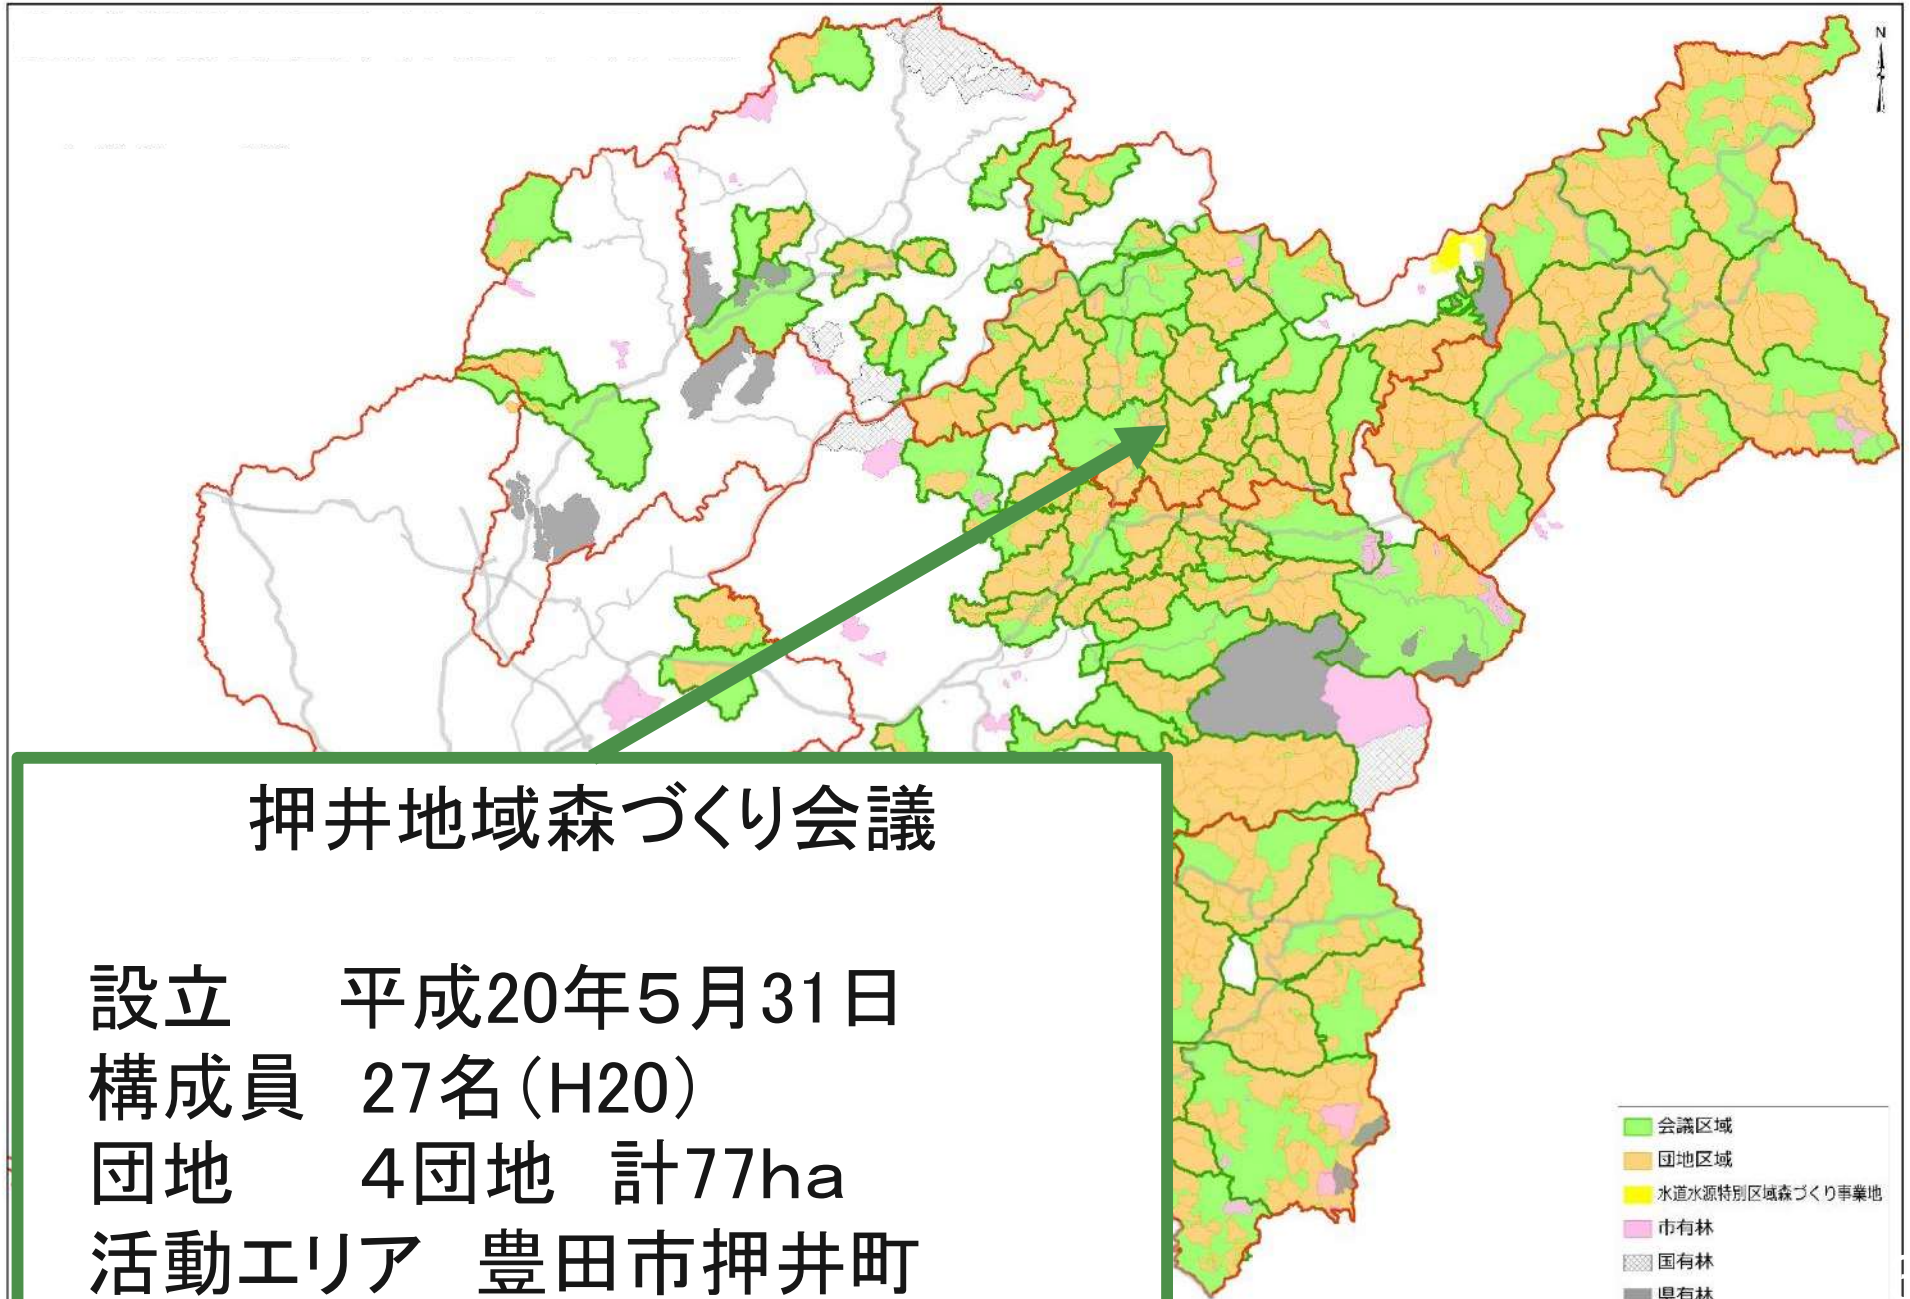 N
押井地域森づくり会議
設立　平成20年5月31日
構成員　27名（H20）
団地　4団地　計77ha
活動エリア　豊田市押井町
会議区域
団地区域
水道水源特別区域森づくり事業地
市有林
国有林
県有林